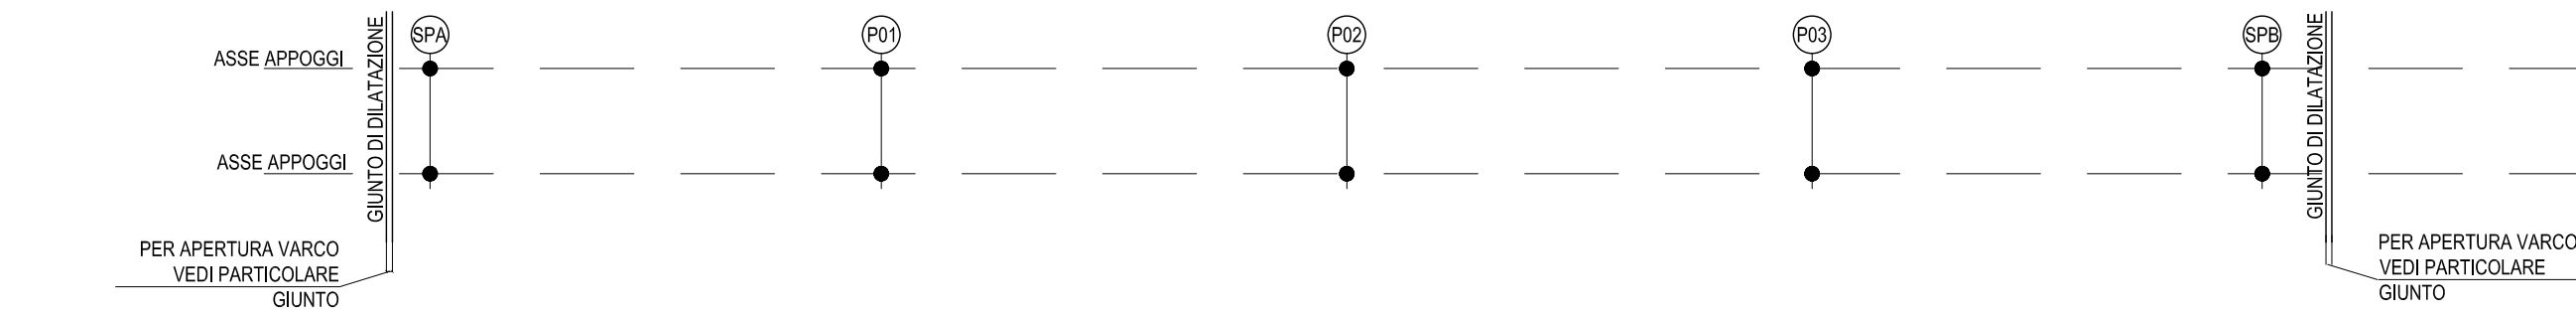 SPA
P01
P02
P03
SPB
ASSE APPOGGI
ASSE APPOGGI
GIUNTO DI DILATAZIONE
GIUNTO DI DILATAZIONE
PER APERTURA VARCO
VEDI PARTICOLARE
GIUNTO
PER APERTURA VARCO
VEDI PARTICOLARE
GIUNTO